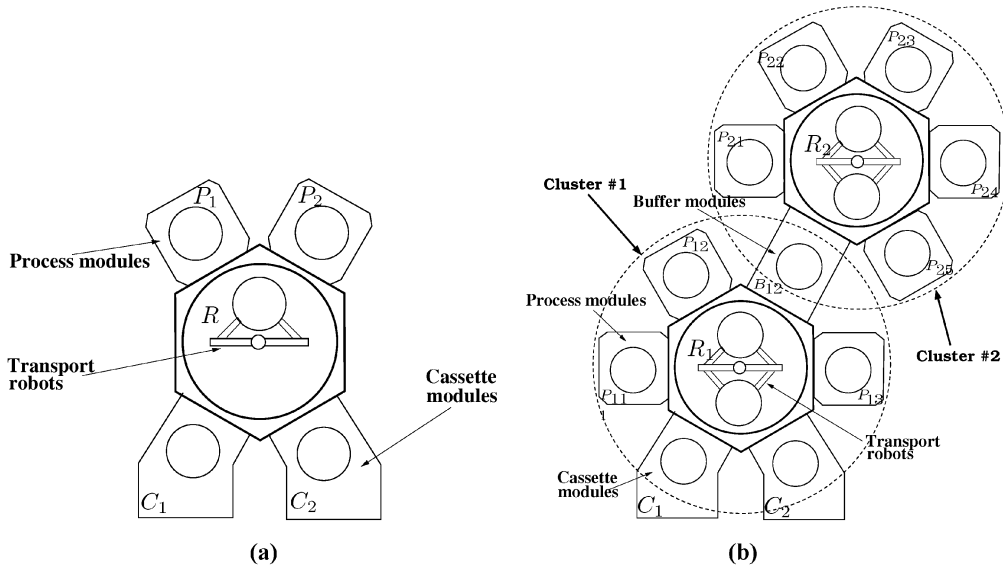 P1
P2
Process modules
R
Transport
robots
Cassette
modules
C1
C2
(a)
P22
P23
P21
R2
P24
Cluster #1
Buffer modules
P12
P25
B12
Process modules
R1
Cluster #2
P11
1
P13
Transport
robots
Cassette
modules
C1
C2
(b)